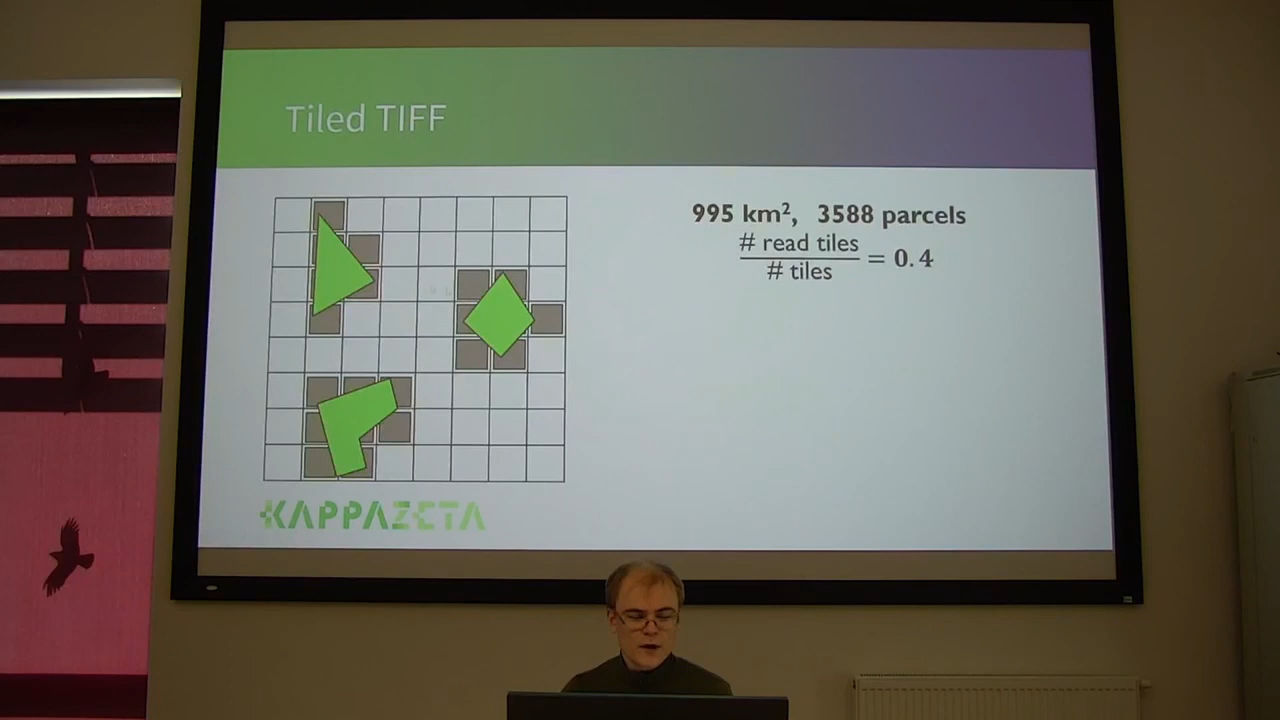 Tiled TIFF
995 km², 3588 parcels
# read tiles
# tiles
= 0.4
KAPPAZETA